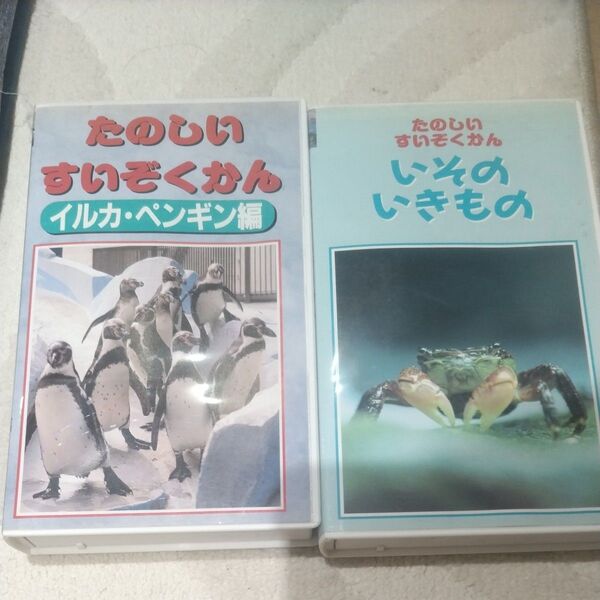 たのしい
すいぞくかん
イルカ・ペンギン編
たのしい
すいぞくかん
いその
いきもの